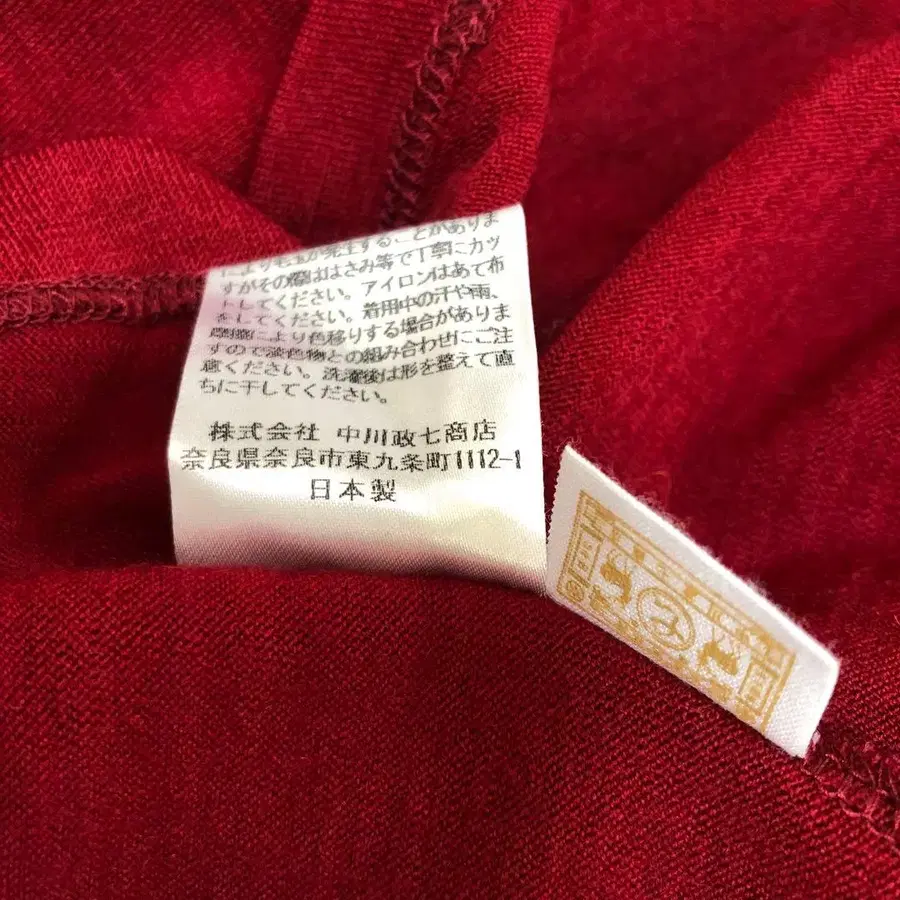 によりも玉が発生することがありま
すがその際ははさみ等で丁寧にカッ
トしてください。アイロンはあて布
をしてください。着用中の汗や雨、
摩擦により色移りする場合がありま
すので淡色物との組み合わせにご注
意ください。洗濯後は形を整えて直
ちに干してください。
株式会社 中川政七商店
奈良県奈良市東九条町1112-1
日本製